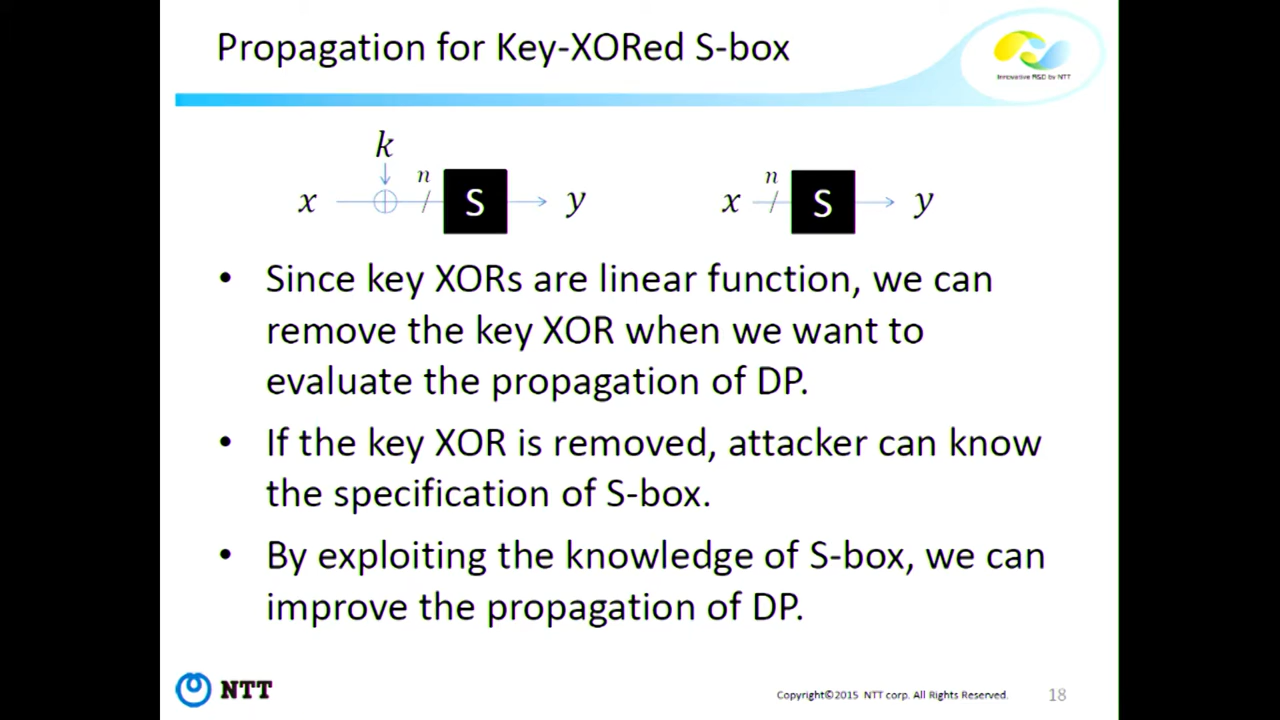 Propagation for Key-XORed S-box
Innovative R&D by NTT
k
x n S y
x n S y
• Since key XORs are linear function, we can
remove the key XOR when we want to
evaluate the propagation of DP.
• If the key XOR is removed, attacker can know
the specification of S-box.
• By exploiting the knowledge of S-box, we can
improve the propagation of DP.
NTT
Copyright©2015 NTT corp. All Rights Reserved.
18